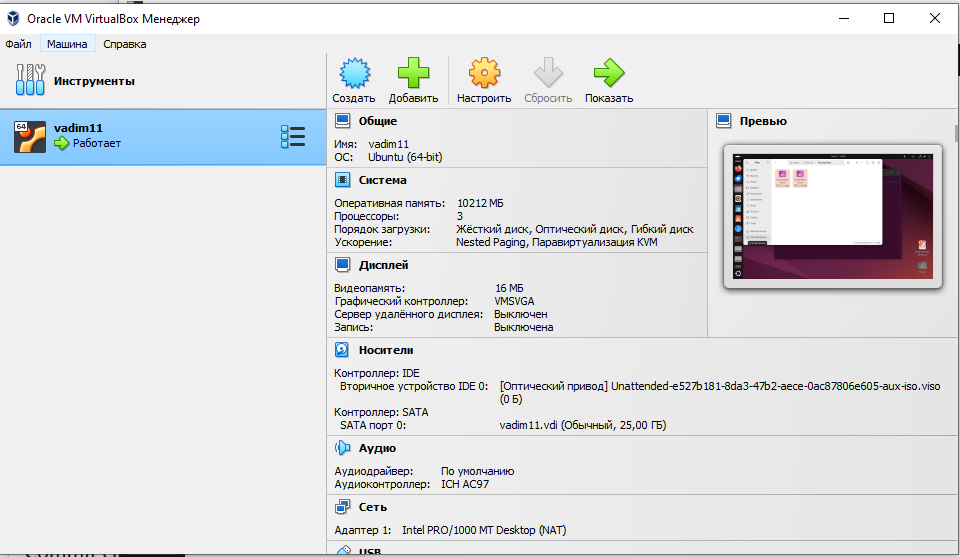 Oracle VM VirtualBox Менеджер
Файл Машина Справка
Инструменты
Создать Добавить Настроить Сбросить Показать
64
vadim11
Работает
Общие
Имя: vadim11
ОС: Ubuntu (64-bit)
Превью
Система
Оперативная память: 10212 МБ
Процессоры: 3
Порядок загрузки: Жёсткий диск, Оптический диск, Гибкий диск
Ускорение: Nested Paging, Паравиртуализация KVM
Дисплей
Видеопамять: 16 МБ
Графический контроллер: VMSVGA
Сервер удалённого дисплея: Выключен
Запись: Выключена
Носители
Контроллер: IDE
Вторичное устройство IDE 0: [Оптический привод] Unattended-e527b181-8da3-47b2-aece-0ac87806e605-aux-iso.viso
(0 Б)
Контроллер: SATA
SATA порт 0: vadim11.vdi (Обычный, 25,00 ГБ)
Аудио
Аудиодрайвер: По умолчанию
Аудиоконтроллер: ICH AC97
Сеть
Адаптер 1: Intel PRO/1000 MT Desktop (NAT)
USB